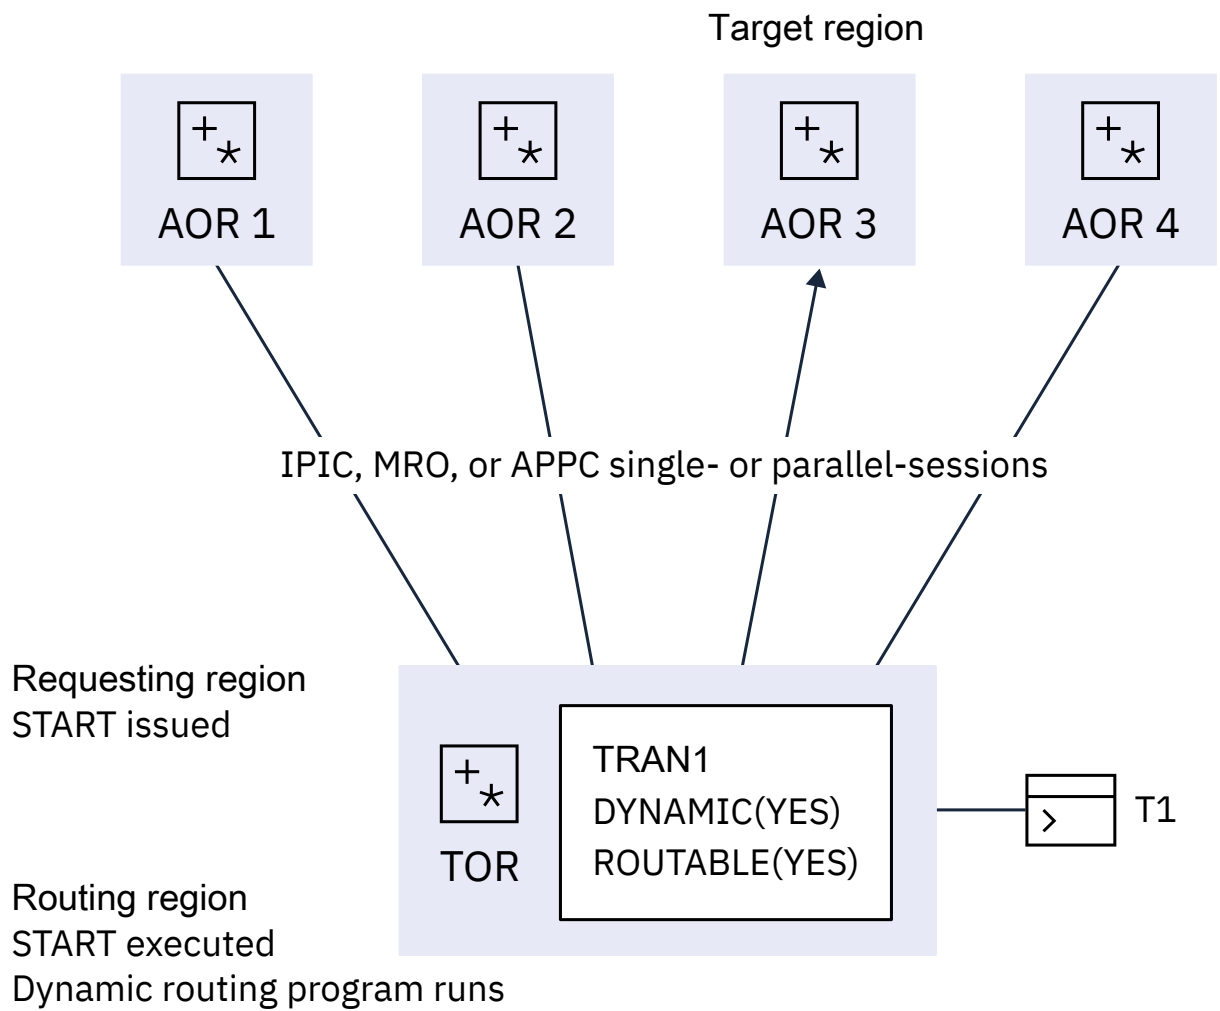 Target region
AOR 1
AOR 2
AOR 3
AOR 4
IPIC, MRO, or APPC single- or parallel-sessions
Requesting region
START issued
TRAN1
DYNAMIC(YES)
ROUTABLE(YES)
TOR
T1
Routing region
START executed
Dynamic routing program runs